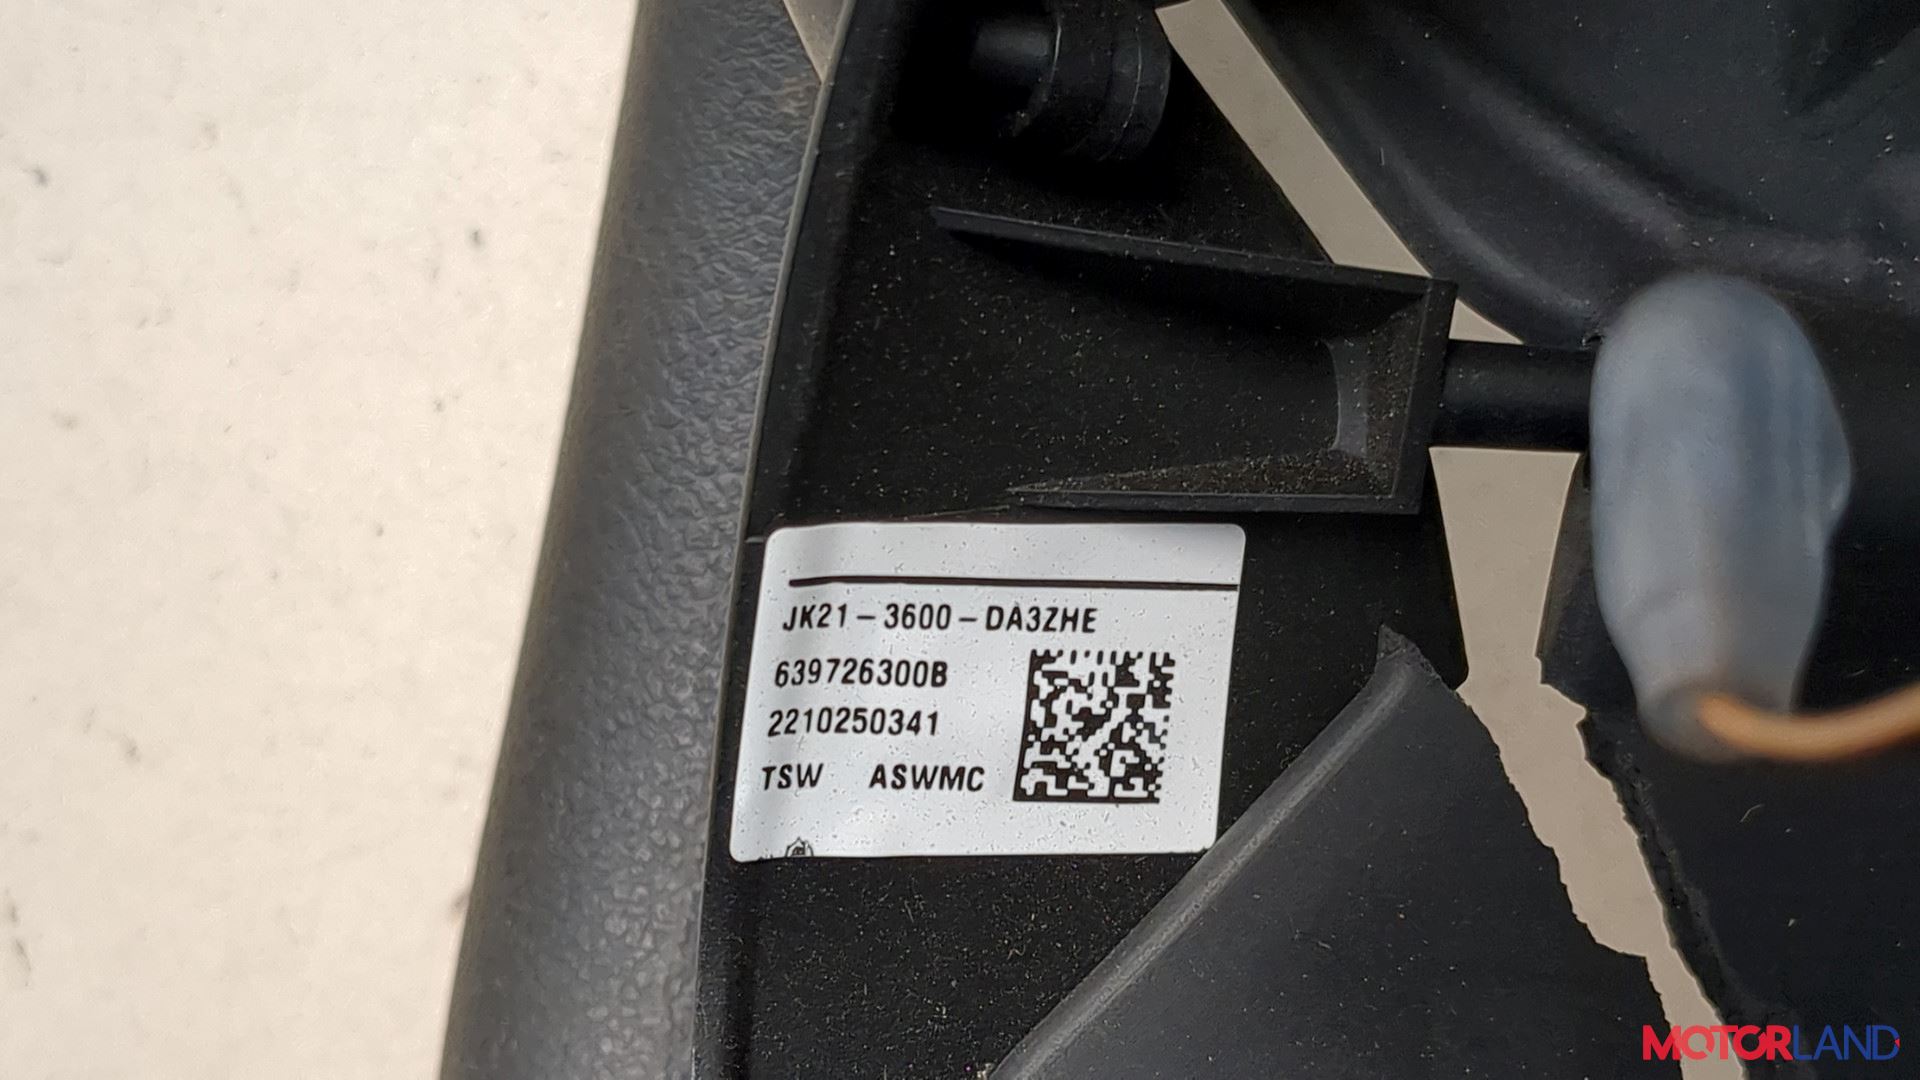 JK21-3600-DA3ZHE
639726300B
2210250341
TSW ASWMC
MOTORLAND